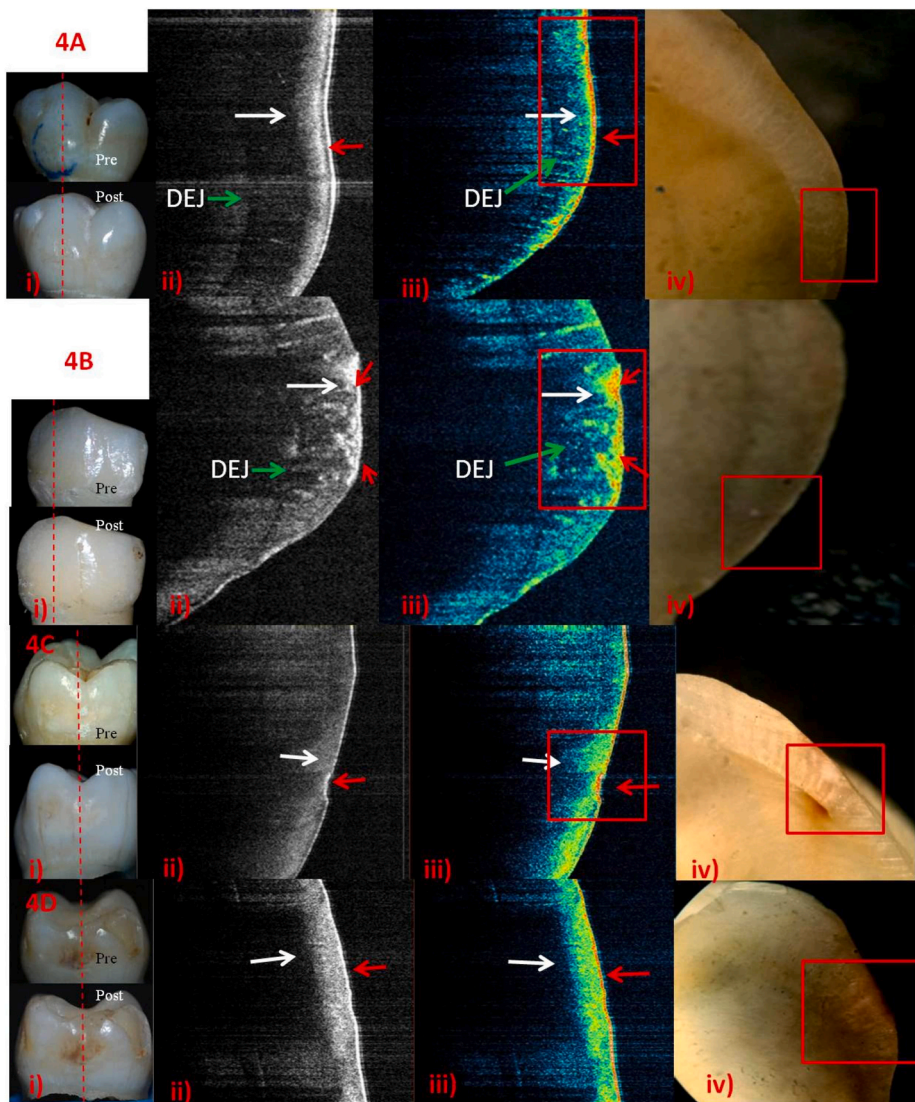 4A
Pre
Post
i)
ii)
DEJ
iii)
DEJ
iv)
4B
Pre
Post
i)
ii)
DEJ
iii)
DEJ
iv)
4C
Pre
Post
i)
ii)
iii)
iv)
4D
Pre
Post
i)
ii)
iii)
iv)